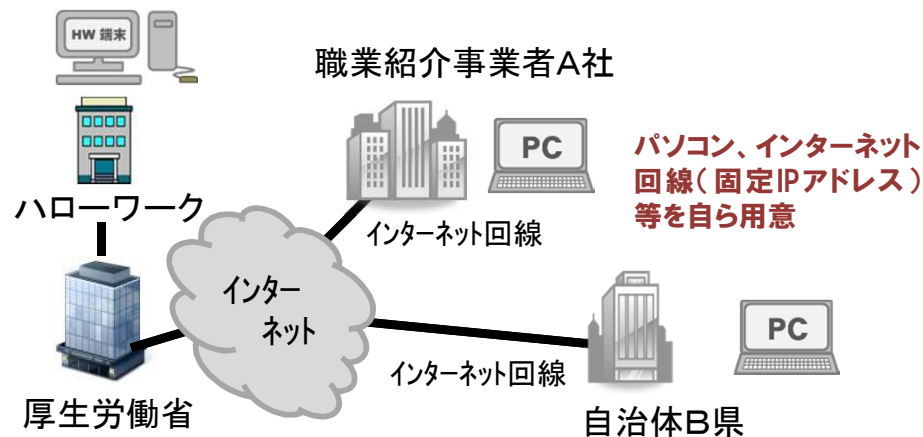 HW 端末
職業紹介事業者A社
PC
パソコン、インターネット
回線(固定IPアドレス)
等を自ら用意
ハローワーク
インターネット回線
インター
ネット
PC
インターネット回線
厚生労働省
自治体B県